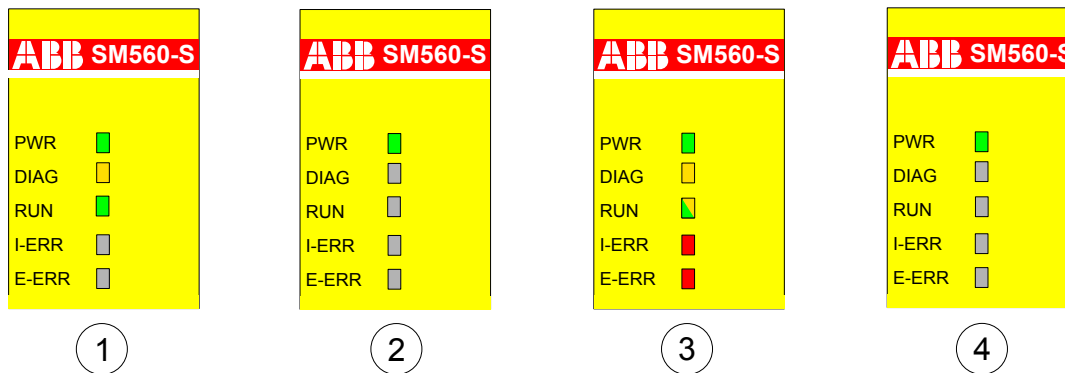 ABB SM560-S
PWR
DIAG
RUN
I-ERR
E-ERR
1
ABB SM560-S
PWR
DIAG
RUN
I-ERR
E-ERR
2
ABB SM560-S
PWR
DIAG
RUN
I-ERR
E-ERR
3
ABB SM560-S
PWR
DIAG
RUN
I-ERR
E-ERR
4